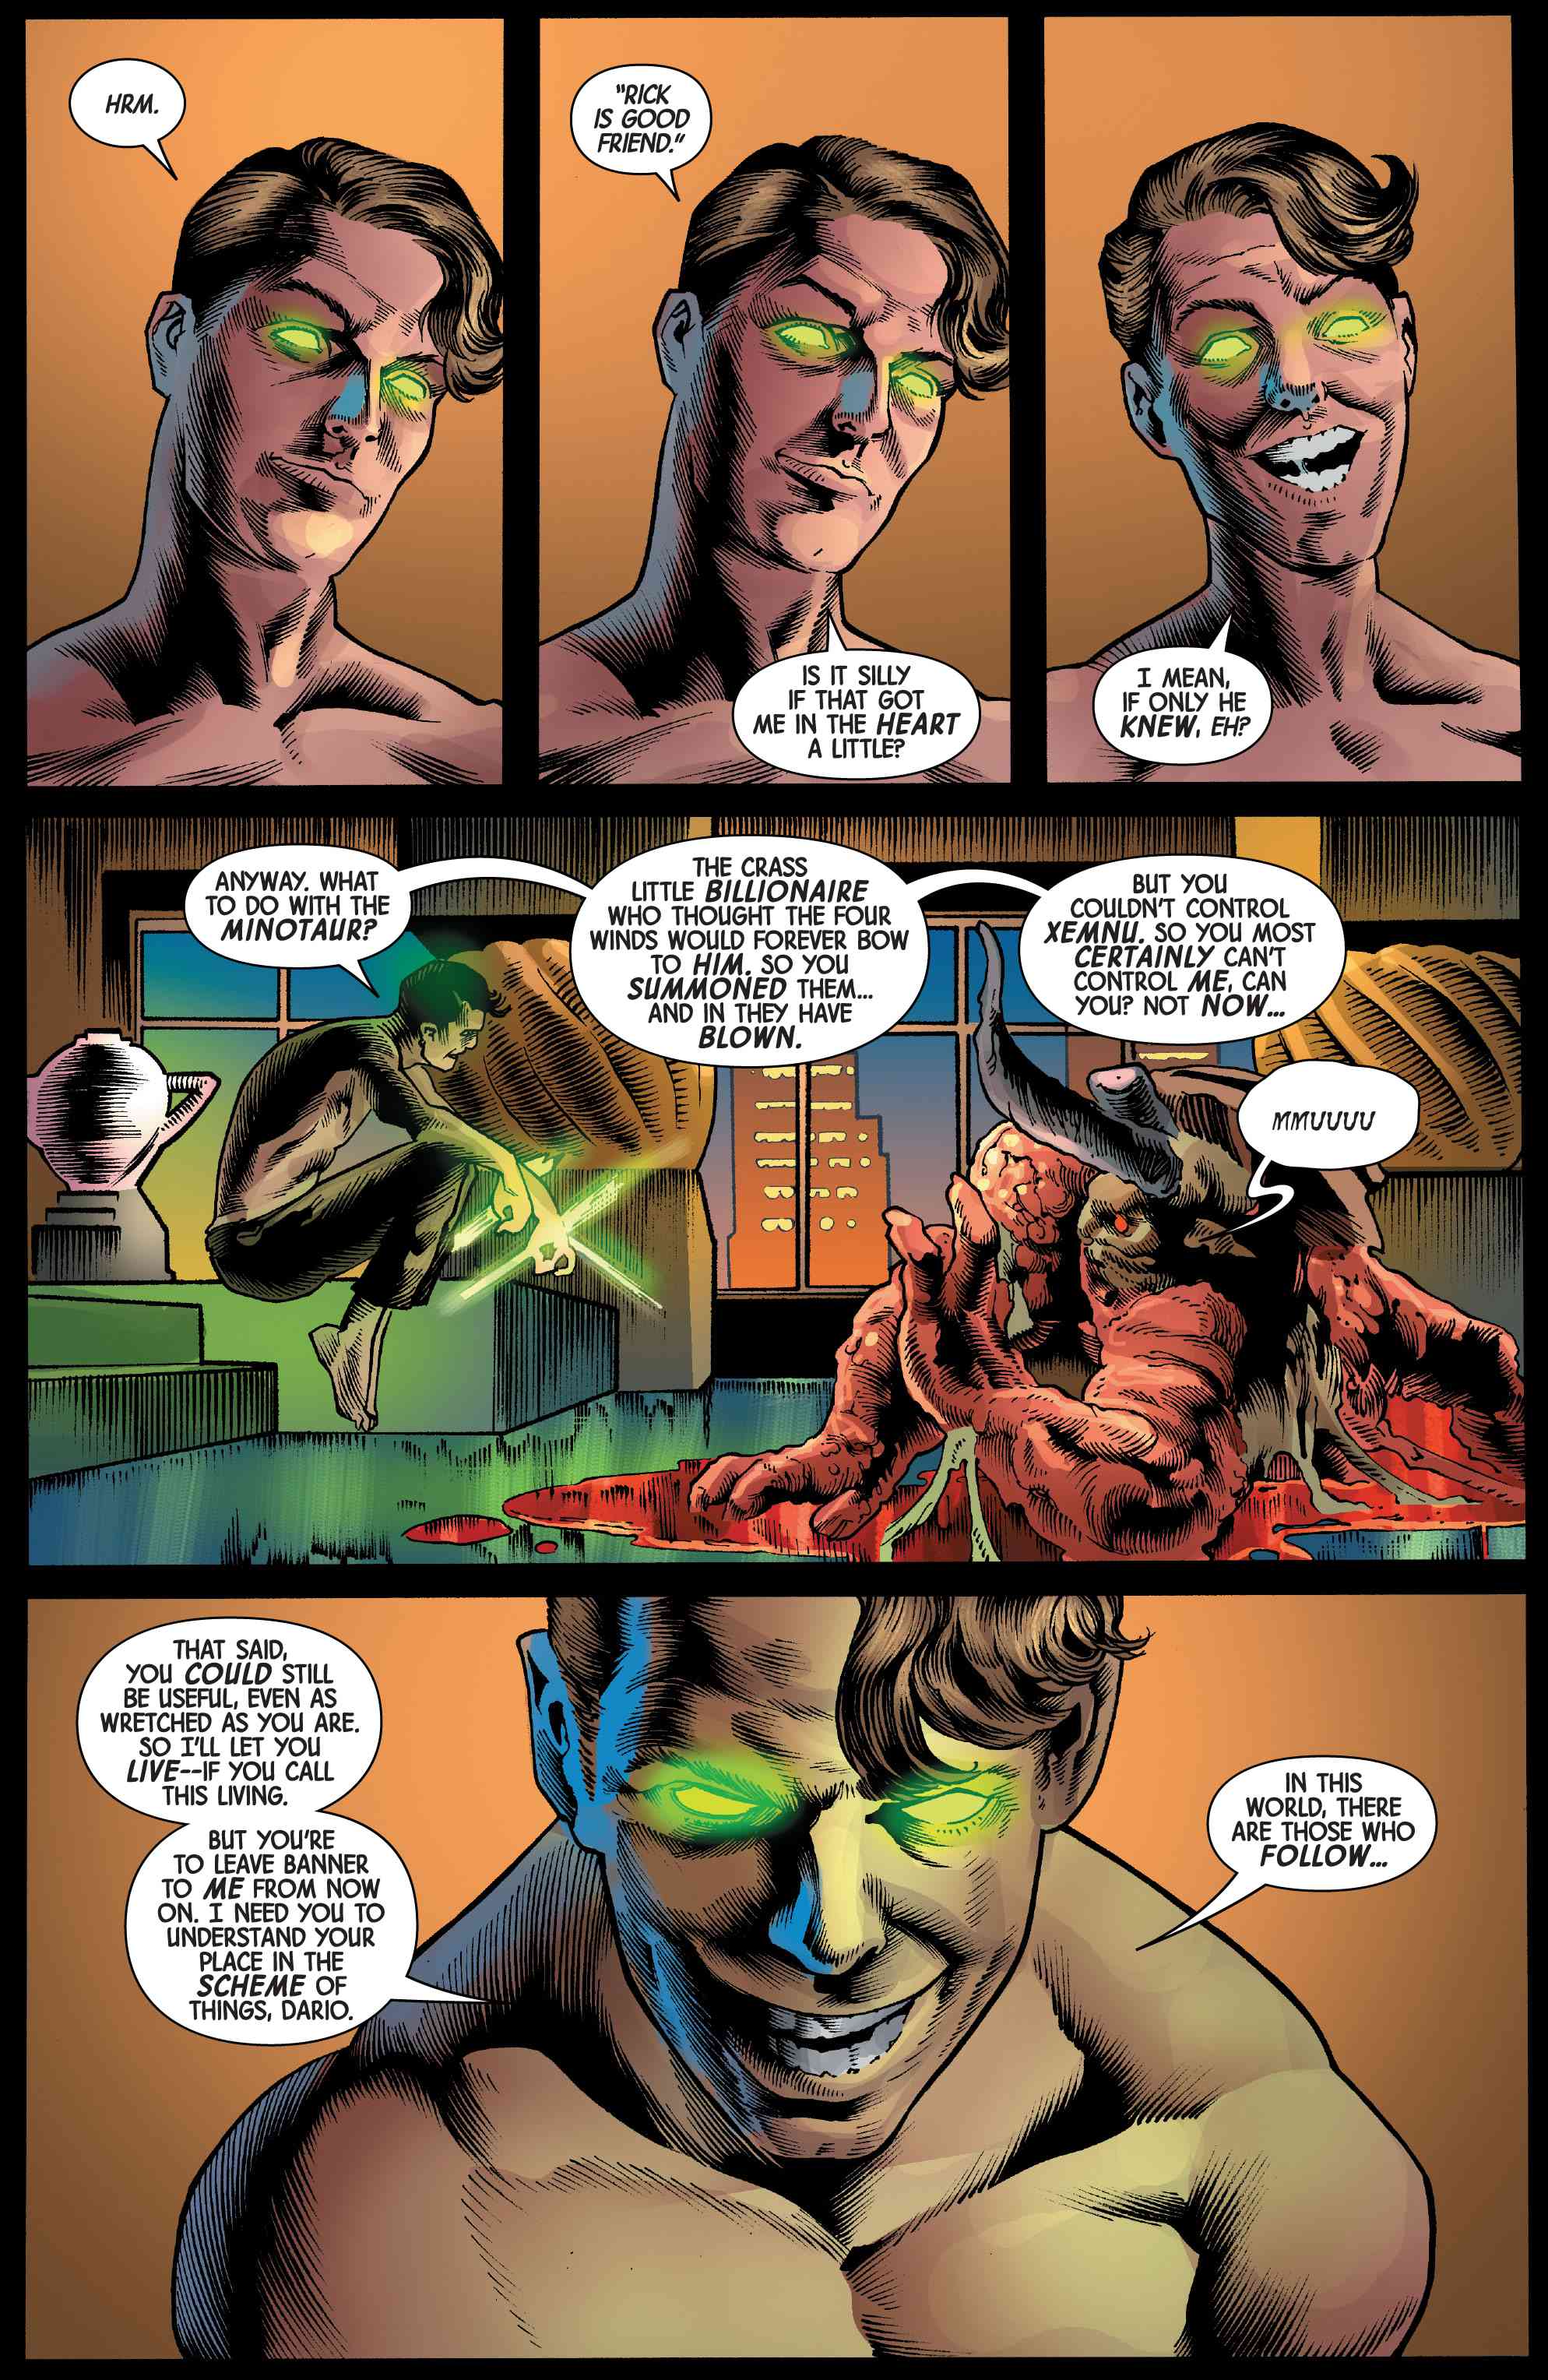 HRM.
"RICK
IS GOOD
FRIEND."
IS IT SILLY
IF THAT GOT
ME IN THE HEART
A LITTLE?
I MEAN,
IF ONLY HE
KNEW, EH?
ANYWAY. WHAT
TO DO WITH THE
MINOTAUR?
THE CRASS
LITTLE BILLIONAIRE
WHO THOUGHT THE FOUR
WINDS WOULD FOREVER BOW
TO HIM. SO YOU
SUMMONED THEM...
AND IN THEY HAVE
BLOWN.
BUT YOU
COULDN'T CONTROL
XEMNU. SO YOU MOST
CERTAINLY CAN'T
CONTROL ME, CAN
YOU? NOT NOW...
MMUUUU
THAT SAID,
YOU COULD STILL
BE USEFUL, EVEN AS
WRETCHED AS YOU ARE.
SO I'LL LET YOU
LIVE--IF YOU CALL
THIS LIVING.
BUT YOU'RE
TO LEAVE BANNER
TO ME FROM NOW
ON. I NEED YOU TO
UNDERSTAND YOUR
PLACE IN THE
SCHEME OF
THINGS, DARIO.
IN THIS
WORLD, THERE
ARE THOSE WHO
FOLLOW...